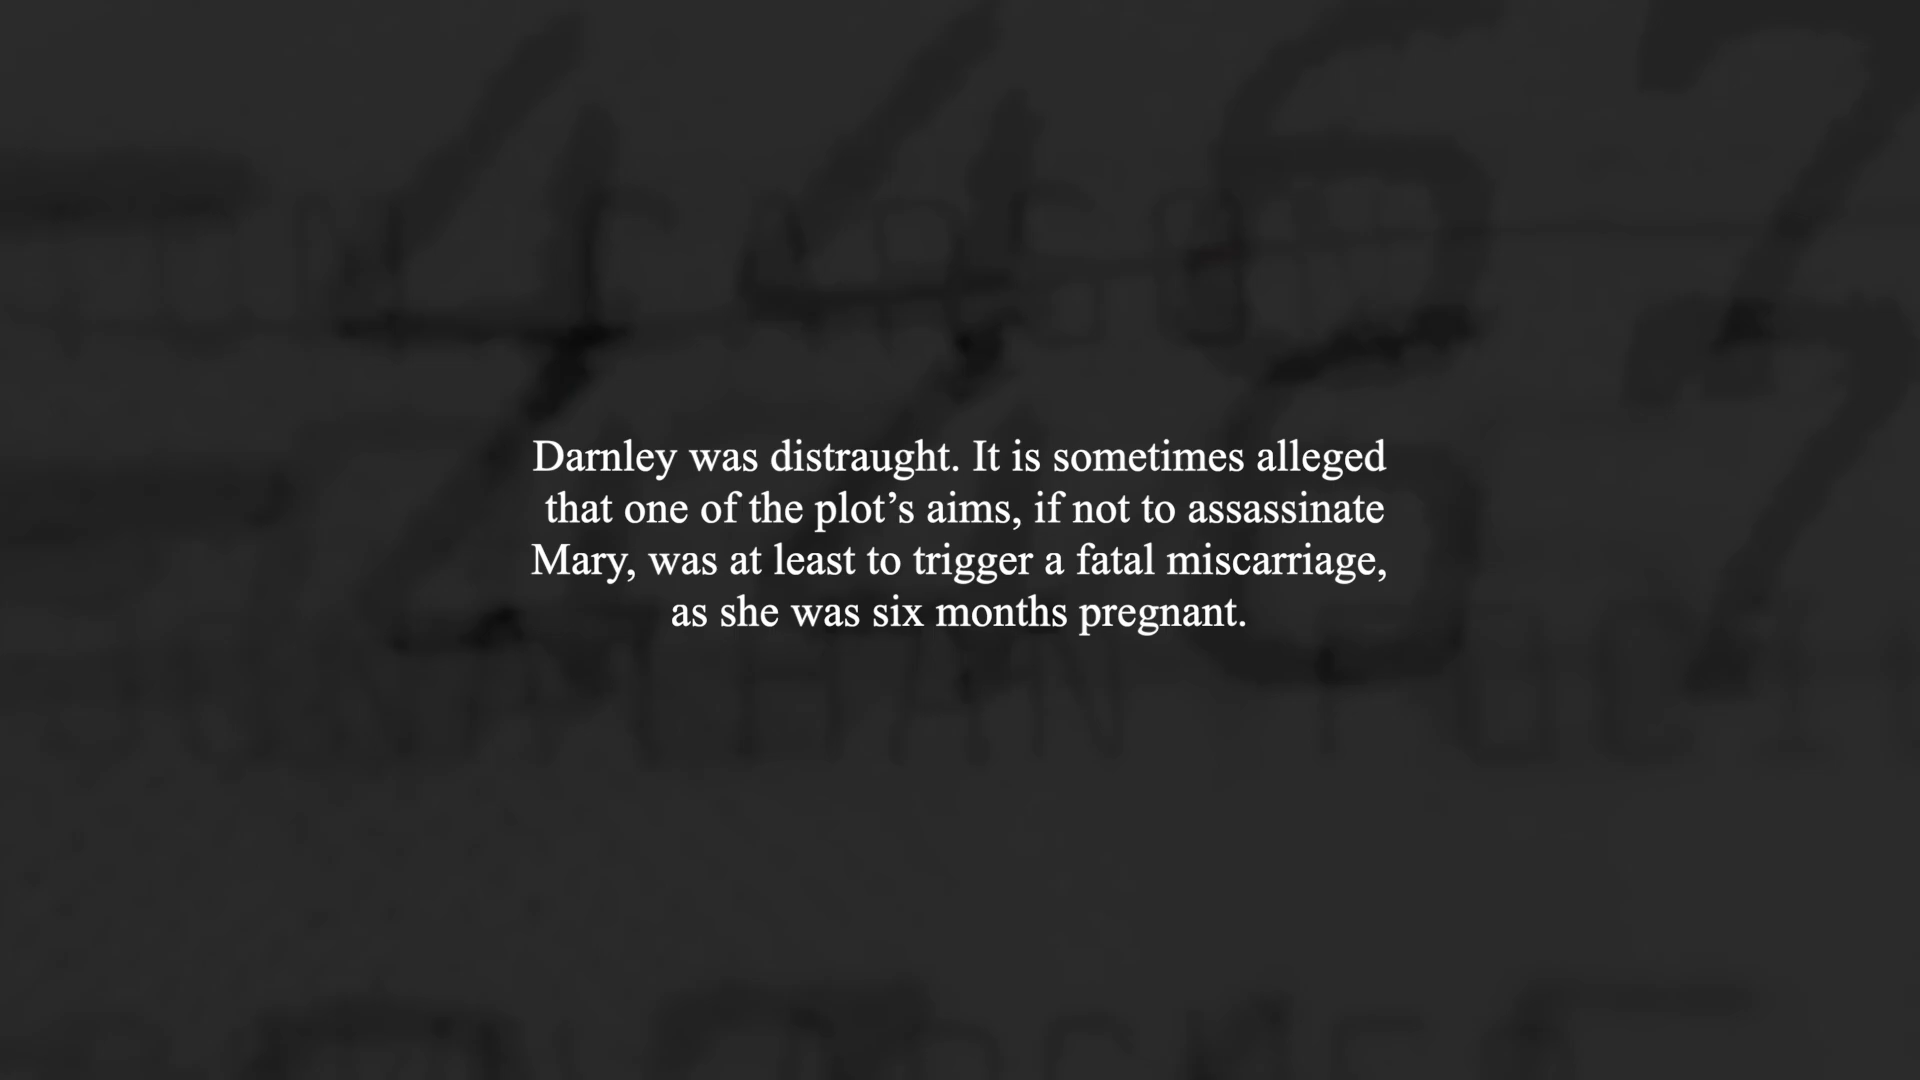 Darnley was distraught. It is sometimes alleged
that one of the plot’s aims, if not to assassinate
Mary, was at least to trigger a fatal miscarriage,
as she was six months pregnant.